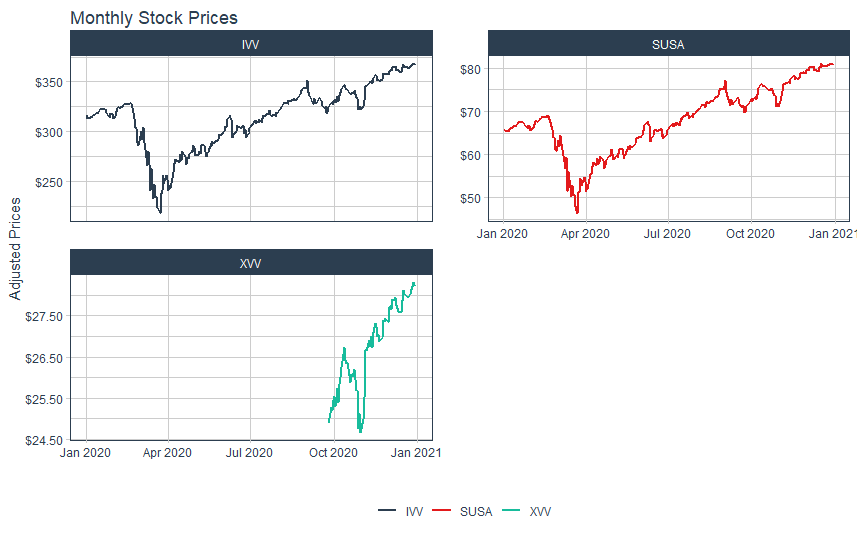 Monthly Stock Prices
IVV
SUSA
$350
$300
$250
$80
$70
$60
$50
Jan 2020 Apr 2020 Jul 2020 Oct 2020 Jan 2021
Adjusted Prices
XVV
$27.50
$26.50
$25.50
$24.50
Jan 2020 Apr 2020 Jul 2020 Oct 2020 Jan 2021
IVV SUSA XVV